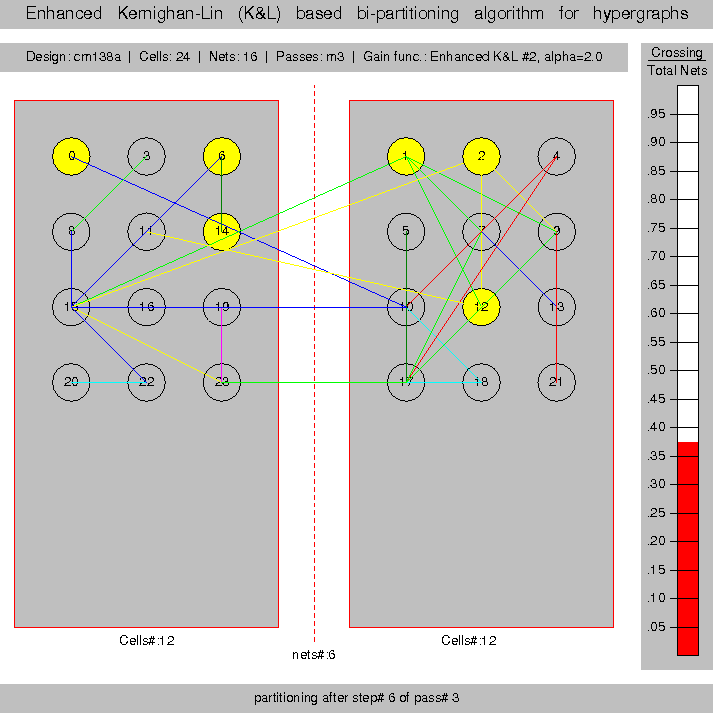 Enhanced Kernighan-Lin (K&L) based bi-partitioning algorithm for hypergraphs
Design: cm138a | Cells: 24 | Nets: 16 | Passes: m3 | Gain func.: Enhanced K&L #2, alpha=2.0
Crossing
Total Nets
.95
.90
.85
.80
.75
.70
.65
.60
.55
.50
.45
.40
.35
.30
.25
.20
.15
.10
.05
0 3 6 1 2 4
8 11 14 5 7 9
15 16 19 10 12 13
20 22 23 17 18 21
Cells#:12 Cells#:12
nets#:6
partitioning after step# 6 of pass# 3